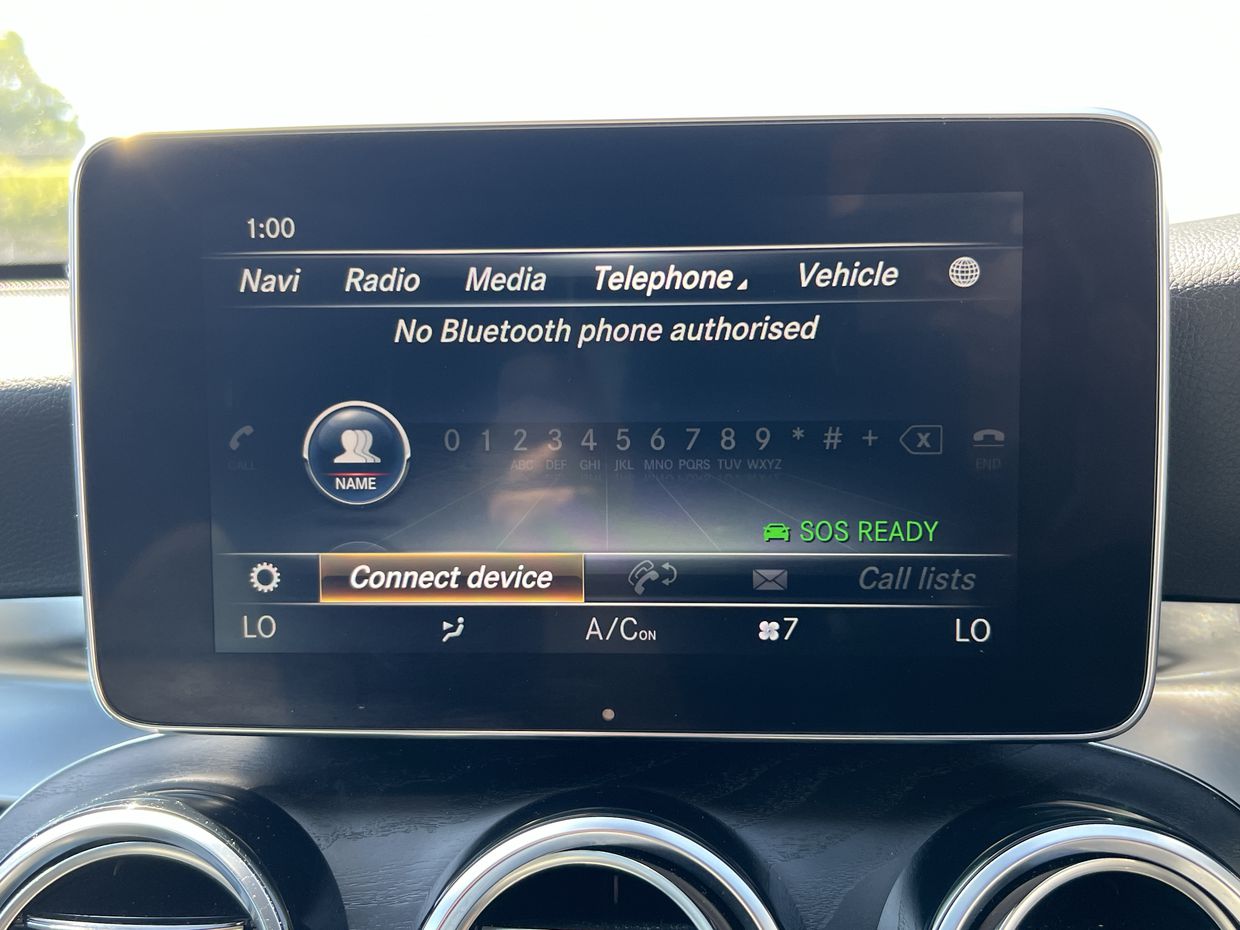 1:00
Navi Radio Media Telephone Vehicle
No Bluetooth phone authorised
0 1 2 3 4 5 6 7 8 9 * # + X
CALL ABC DEF GHI JKL MNO PQRS TUV WXYZ END
NAME
SOS READY
Connect device Call lists
LO A/C ON 7 LO